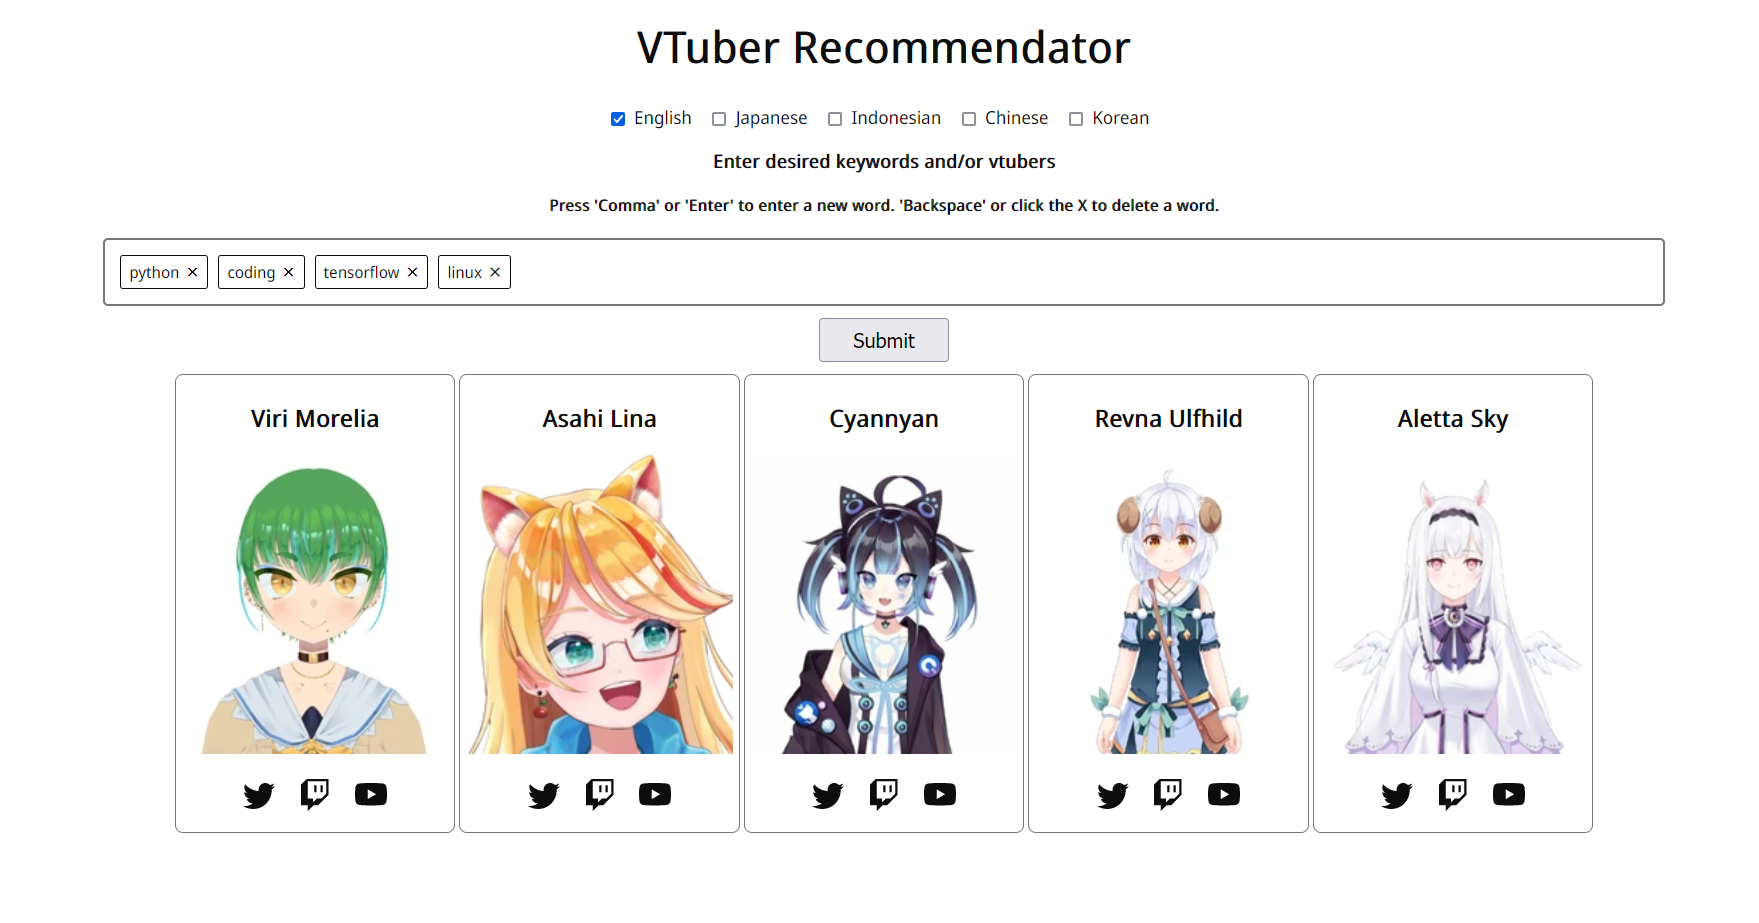 VTuber Recommendator
English Japanese Indonesian Chinese Korean
Enter desired keywords and/or vtubers
Press 'Comma' or 'Enter' to enter a new word. 'Backspace' or click the X to delete a word.
python × coding × tensorflow × linux ×
Submit
Viri Morelia
Asahi Lina
Cyannyan
Revna Ulfhild
Aletta Sky